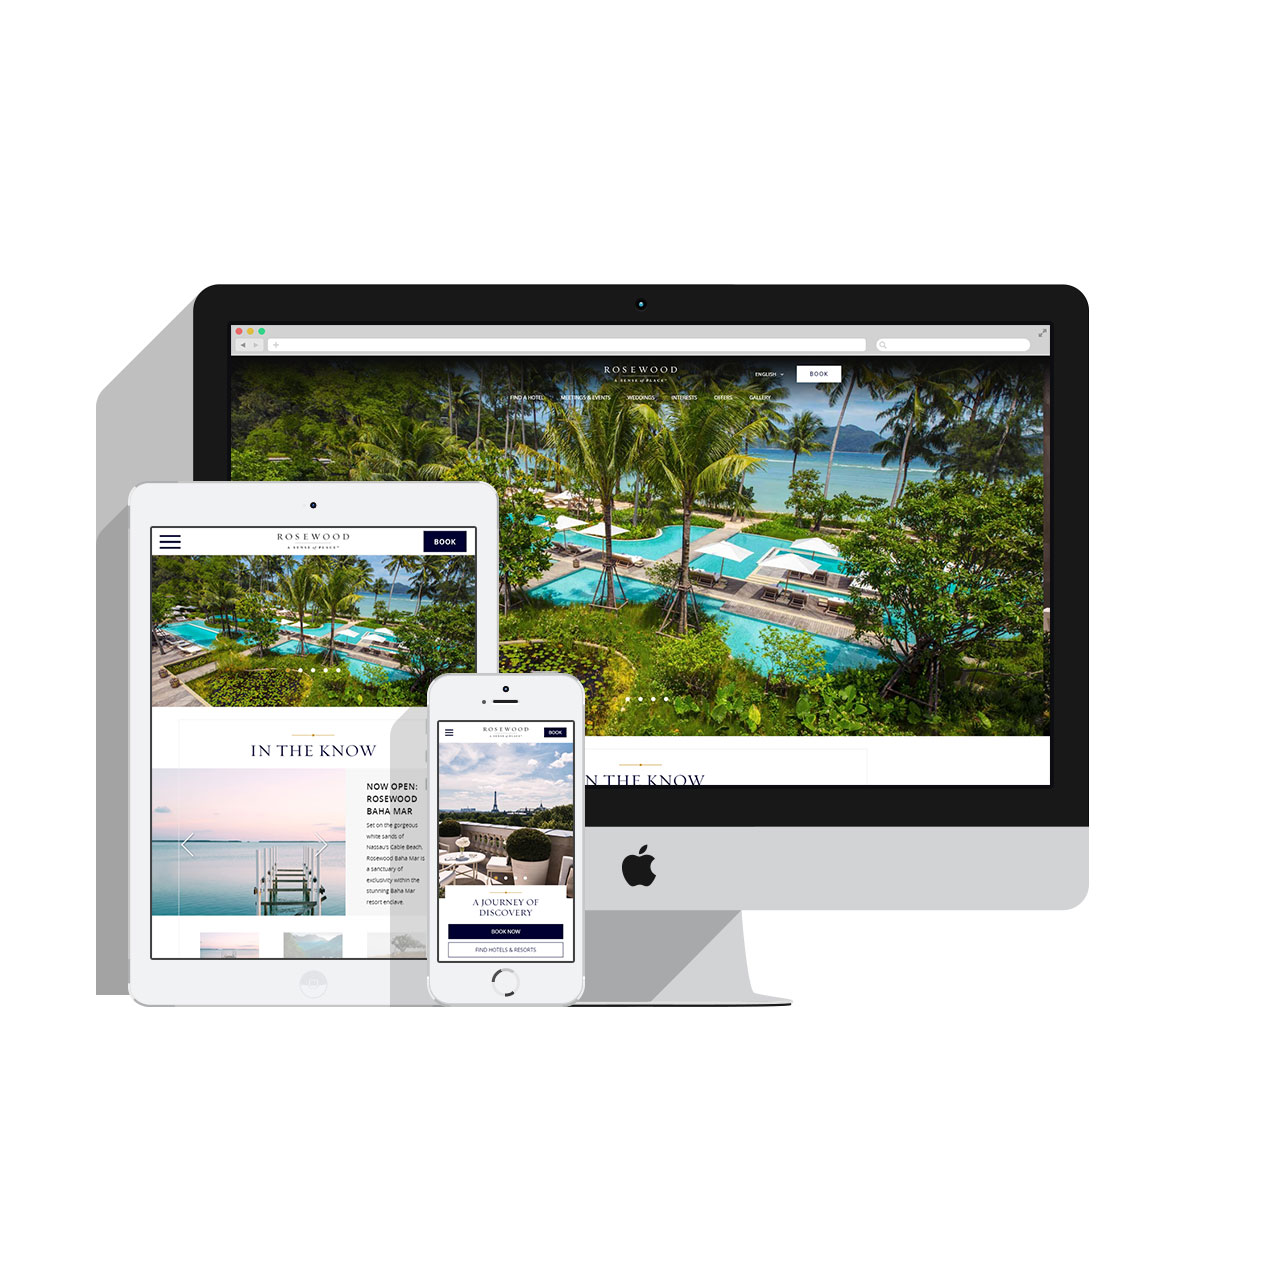 ROSEWOOD
A SENSE of PLACE™
ENGLISH
BOOK
FIND A HOTEL MEETINGS & EVENTS WEDDINGS INTERESTS OFFERS GALLERY
N THE KNOW
ROSEWOOD
A SENSE of PLACE™
BOOK
IN THE KNOW
NOW OPEN:
ROSEWOOD
BAHA MAR
Set on the gorgeous
white sands of
Nassau's Cable Beach,
Rosewood Baha Mar is
a sanctuary of
exclusivity within the
stunning Baha Mar
resort enclave.
ROSEWOOD
A SENSE of PLACE™
BOOK
A JOURNEY OF
DISCOVERY
BOOK NOW
FIND HOTELS & RESORTS